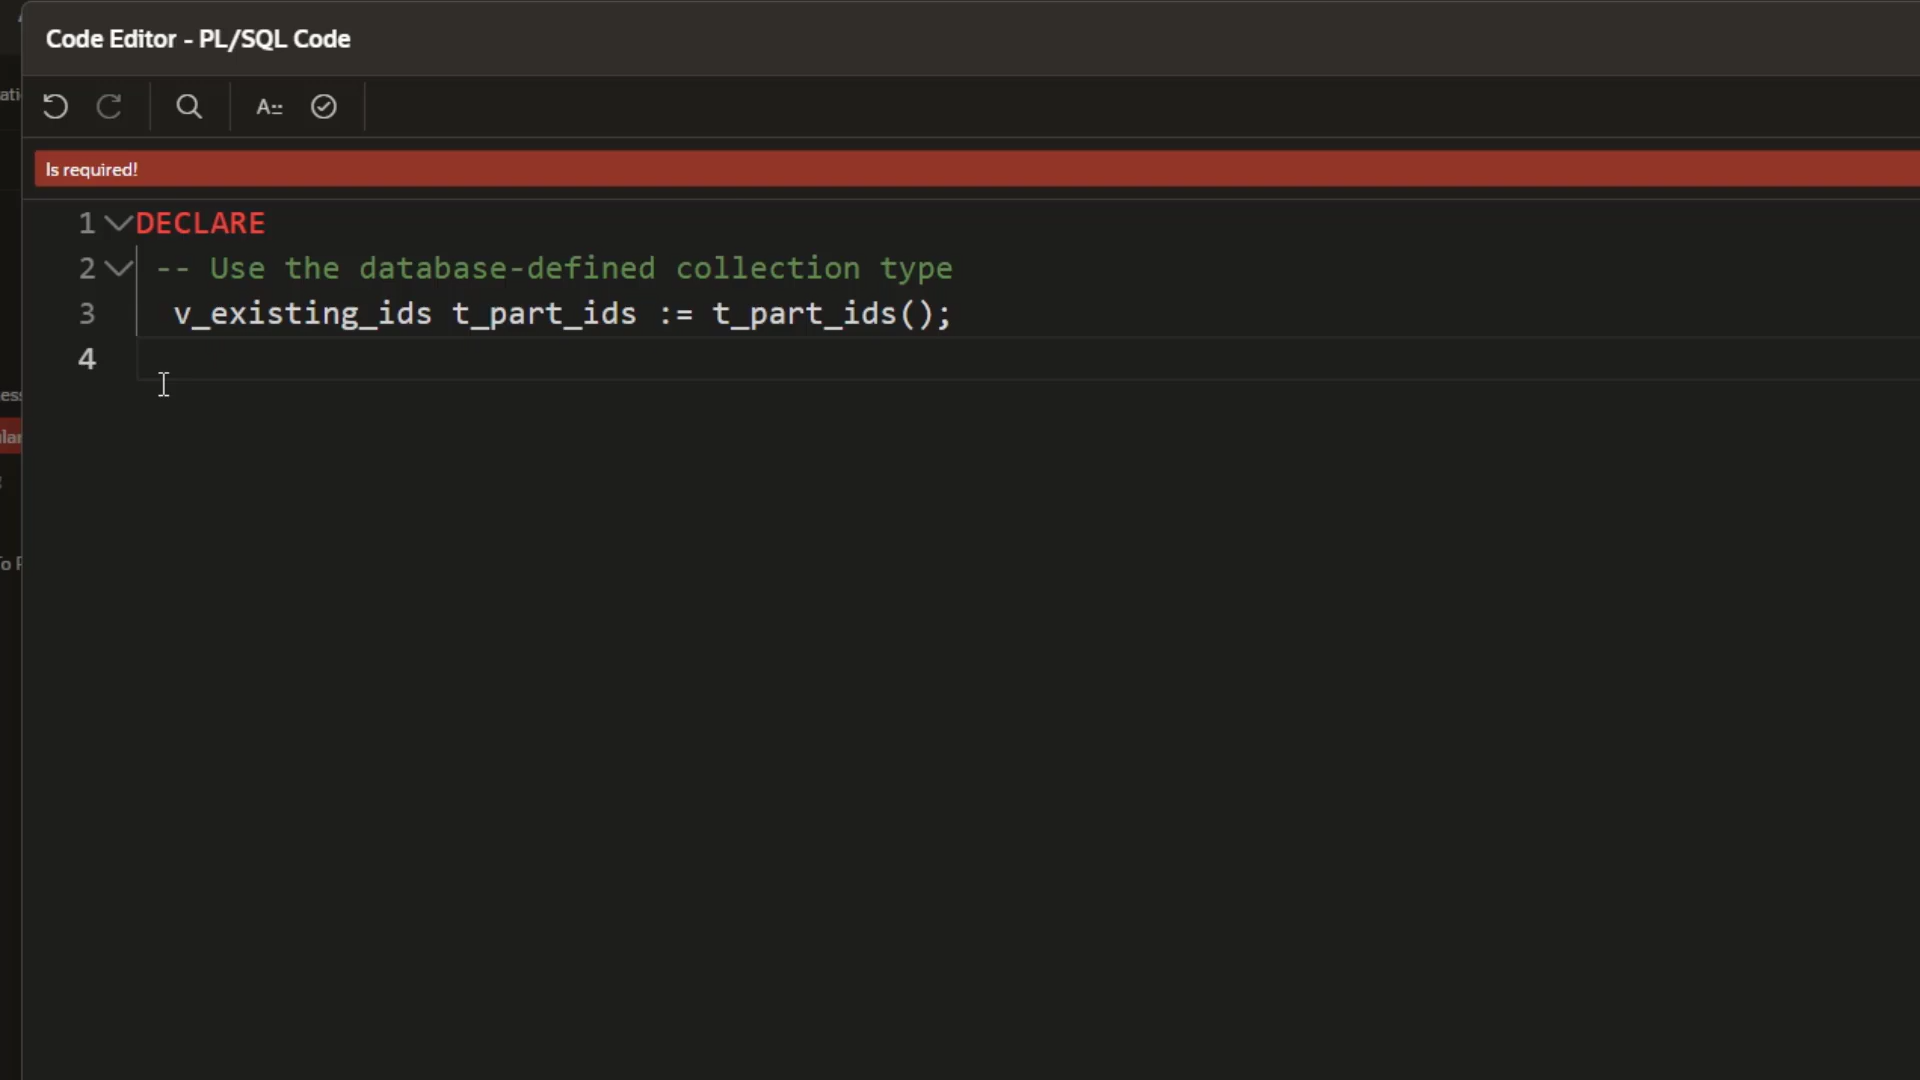 Code Editor - PL/SQL Code
A
Is required!
1 DECLARE
2 -- Use the database-defined collection type
3 v_existing_ids t_part_ids := t_part_ids();
4